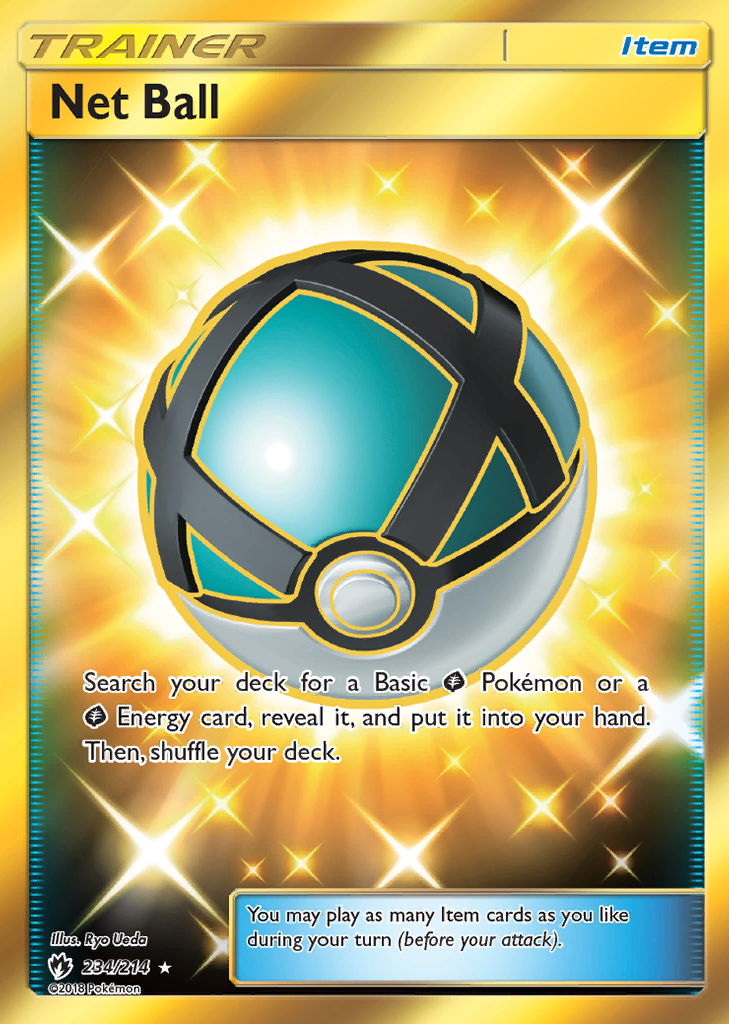 TRAINER
Item
Net Ball
Search your deck for a Basic Pokémon or a
Energy card, reveal it, and put it into your hand.
Then, shuffle your deck.
You may play as many Item cards as you like
during your turn (before your attack).
Illus. Ryo Ueda
234/214 ★
©2018 Pokémon